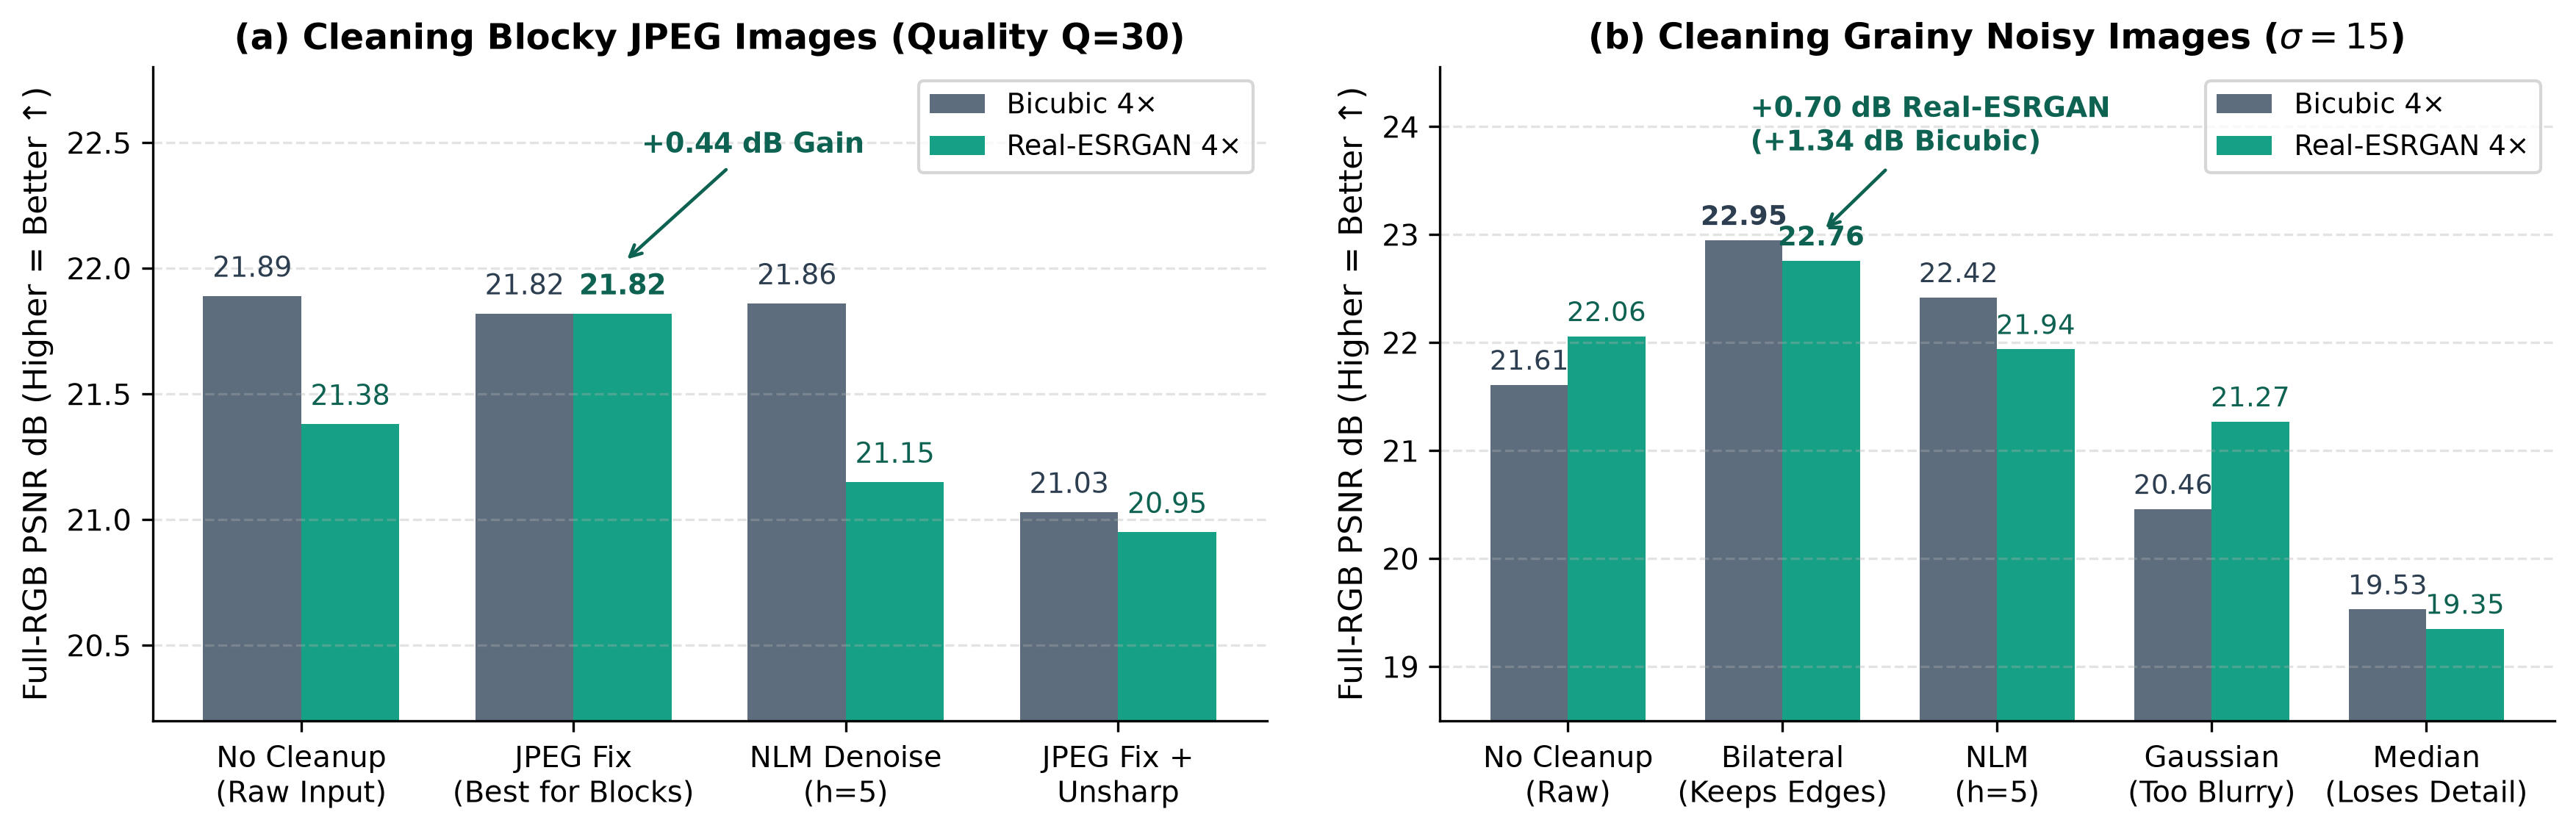 (a) Cleaning Blocky JPEG Images (Quality Q=30)
Full-RGB PSNR dB (Higher = Better ↑)
22.5
22.0
21.5
21.0
20.5
Bicubic 4×
Real-ESRGAN 4×
+0.44 dB Gain
21.89
21.38
21.82
21.82
21.86
21.15
21.03
20.95
No Cleanup
(Raw Input)
JPEG Fix
(Best for Blocks)
NLM Denoise
(h=5)
JPEG Fix +
Unsharp
(b) Cleaning Grainy Noisy Images (σ = 15)
Full-RGB PSNR dB (Higher = Better ↑)
24
23
22
21
20
19
Bicubic 4×
Real-ESRGAN 4×
+0.70 dB Real-ESRGAN
(+1.34 dB Bicubic)
21.61
22.06
22.95
22.76
22.42
21.94
20.46
21.27
19.53
19.35
No Cleanup
(Raw)
Bilateral
(Keeps Edges)
NLM
(h=5)
Gaussian
(Too Blurry)
Median
(Loses Detail)